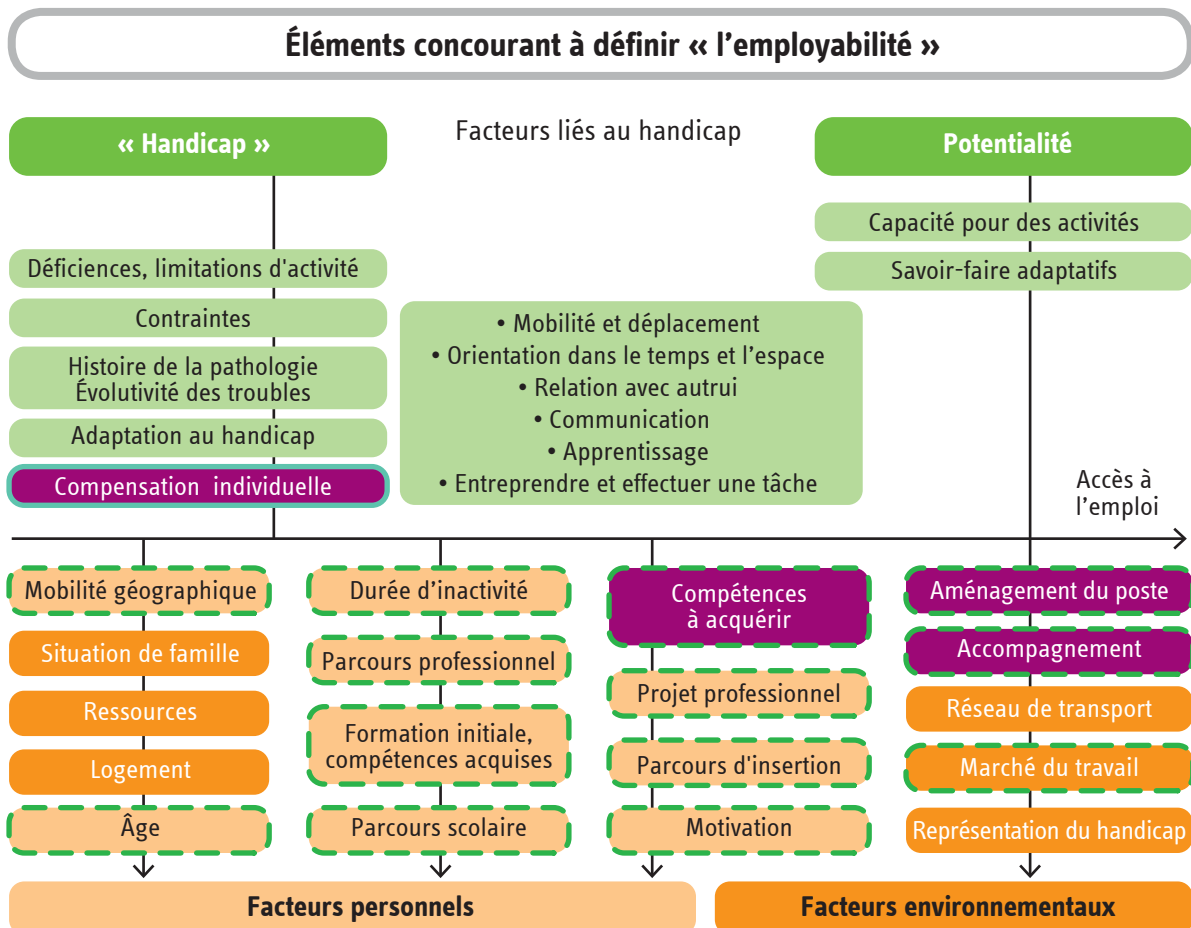 Éléments concourant à définir « l'employabilité »
« Handicap »
Facteurs liés au handicap
Potentialité
Capacité pour des activités
Savoir-faire adaptatifs
Déficiences, limitations d'activité
Contraintes
Histoire de la pathologie
Évolutivité des troubles
Adaptation au handicap
Compensation individuelle
• Mobilité et déplacement
• Orientation dans le temps et l'espace
• Relation avec autrui
• Communication
• Apprentissage
• Entreprendre et effectuer une tâche
Accès à
l'emploi
Mobilité géographique
Situation de famille
Ressources
Logement
Âge
Durée d'inactivité
Parcours professionnel
Formation initiale,
compétences acquises
Parcours scolaire
Compétences
à acquérir
Projet professionnel
Parcours d'insertion
Motivation
Aménagement du poste
Accompagnement
Réseau de transport
Marché du travail
Représentation du handicap
Facteurs personnels
Facteurs environnementaux